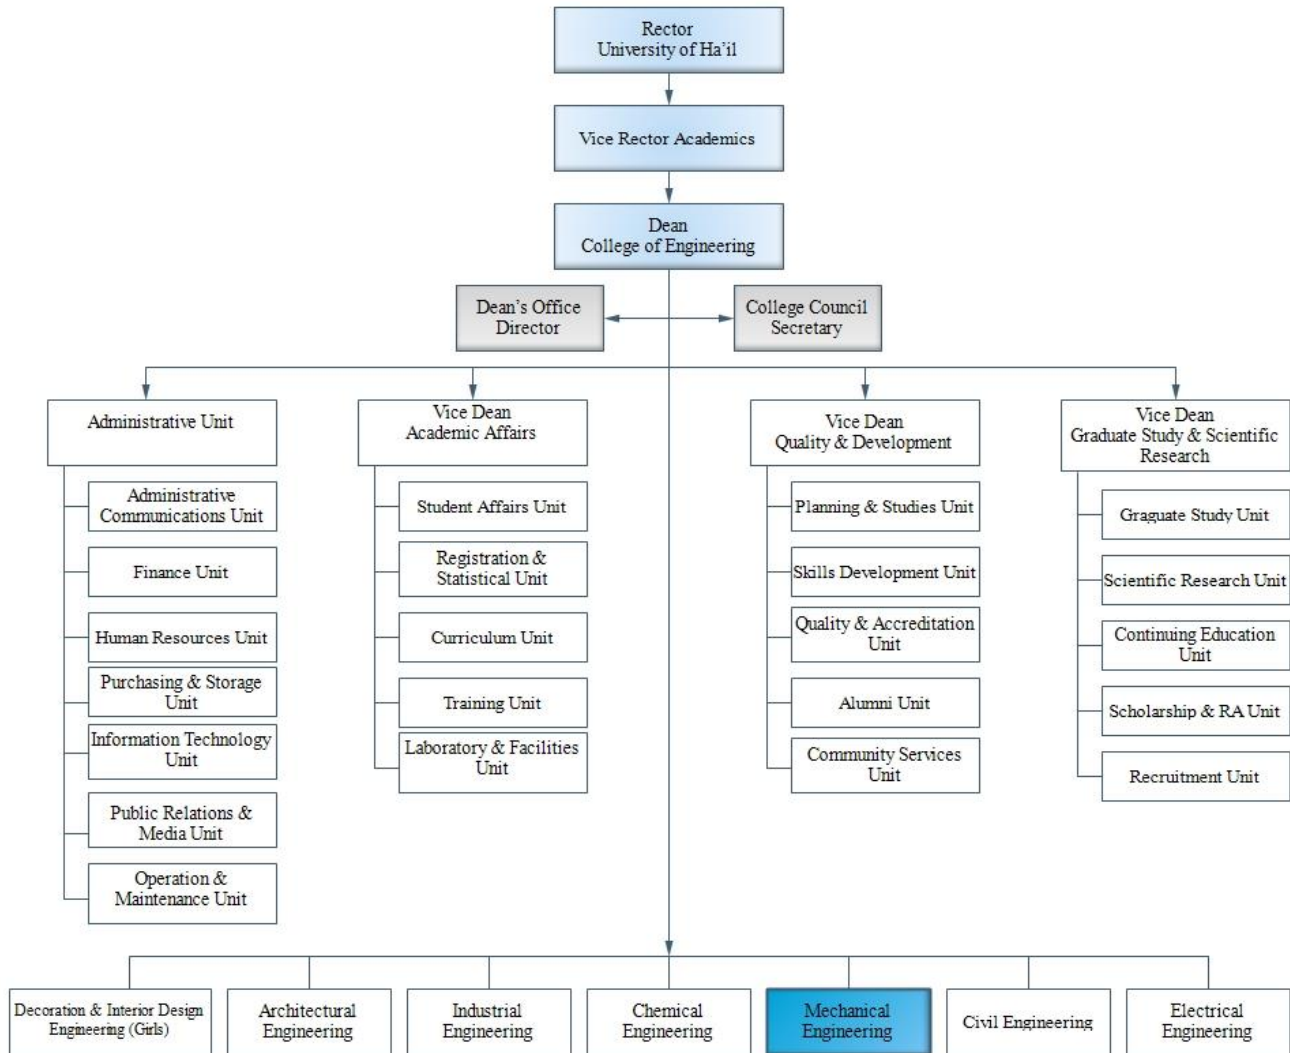 Rector
University of Ha'il
Vice Rector Academics
Dean
College of Engineering
Dean's Office
Director
College Council
Secretary
Administrative Unit
Administrative
Communications Unit
Finance Unit
Human Resources Unit
Purchasing & Storage
Unit
Information Technology
Unit
Public Relations &
Media Unit
Operation &
Maintenance Unit
Vice Dean
Academic Affairs
Student Affairs Unit
Registration &
Statistical Unit
Curriculum Unit
Training Unit
Laboratory & Facilities
Unit
Vice Dean
Quality & Development
Planning & Studies Unit
Skills Development Unit
Quality & Accreditation
Unit
Alumni Unit
Community Services
Unit
Vice Dean
Graduate Study & Scientific
Research
Graguate Study Unit
Scientific Research Unit
Continuing Education
Unit
Scholarship & RA Unit
Recruitment Unit
Decoration & Interior Design
Engineering (Girls)
Architectural
Engineering
Industrial
Engineering
Chemical
Engineering
Mechanical
Engineering
Civil Engineering
Electrical
Engineering